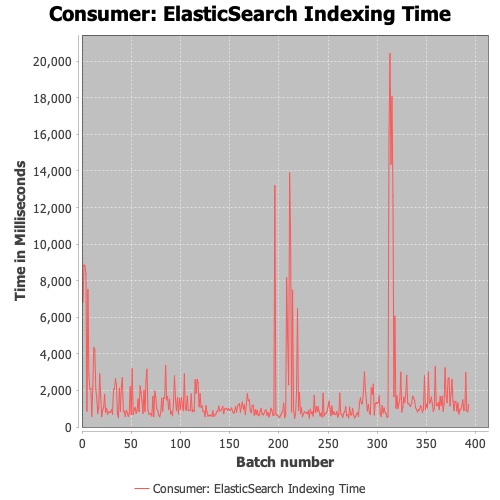 Consumer: ElasticSearch Indexing Time
20,000
18,000
16,000
14,000
12,000
10,000
8,000
6,000
4,000
2,000
0
Time in Milliseconds
0 50 100 150 200 250 300 350 400
Batch number
Consumer: ElasticSearch Indexing Time